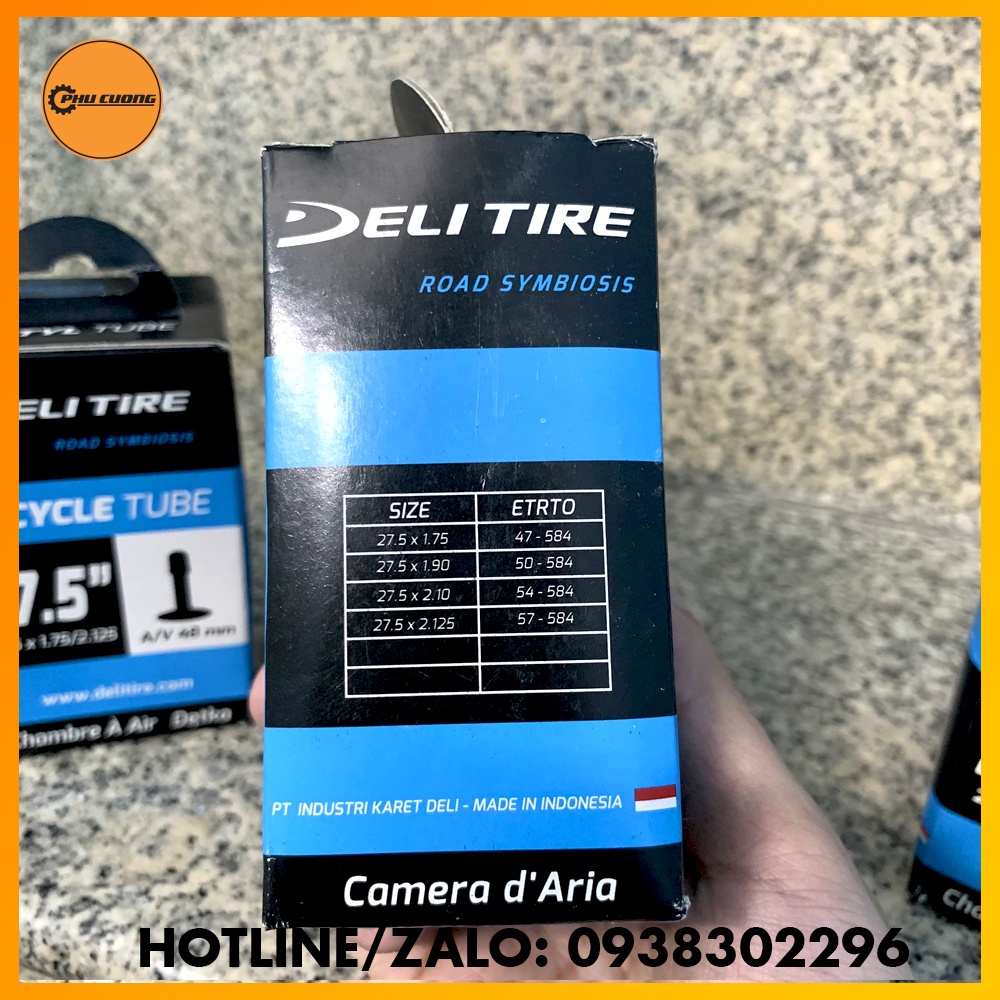 PHU CUONG
DELI TIRE
ROAD SYMBIOSIS
SIZE ETRTO
27.5 x 1.75 47 - 584
27.5 x 1.90 50 - 584
27.5 x 2.10 54 - 584
27.5 x 2.125 57 - 584
PT INDUSTRI KARET DELI - MADE IN INDONESIA
Camera d'Aria
TUBE
ELI TIRE
ROAD SYMBIOSIS
CYCLE TUBE
7.5"
x 1.75/2.125
A/V 48 mm
www.delitire.com
Chambre À Air Detka
HOTLINE/ZALO: 0938302296